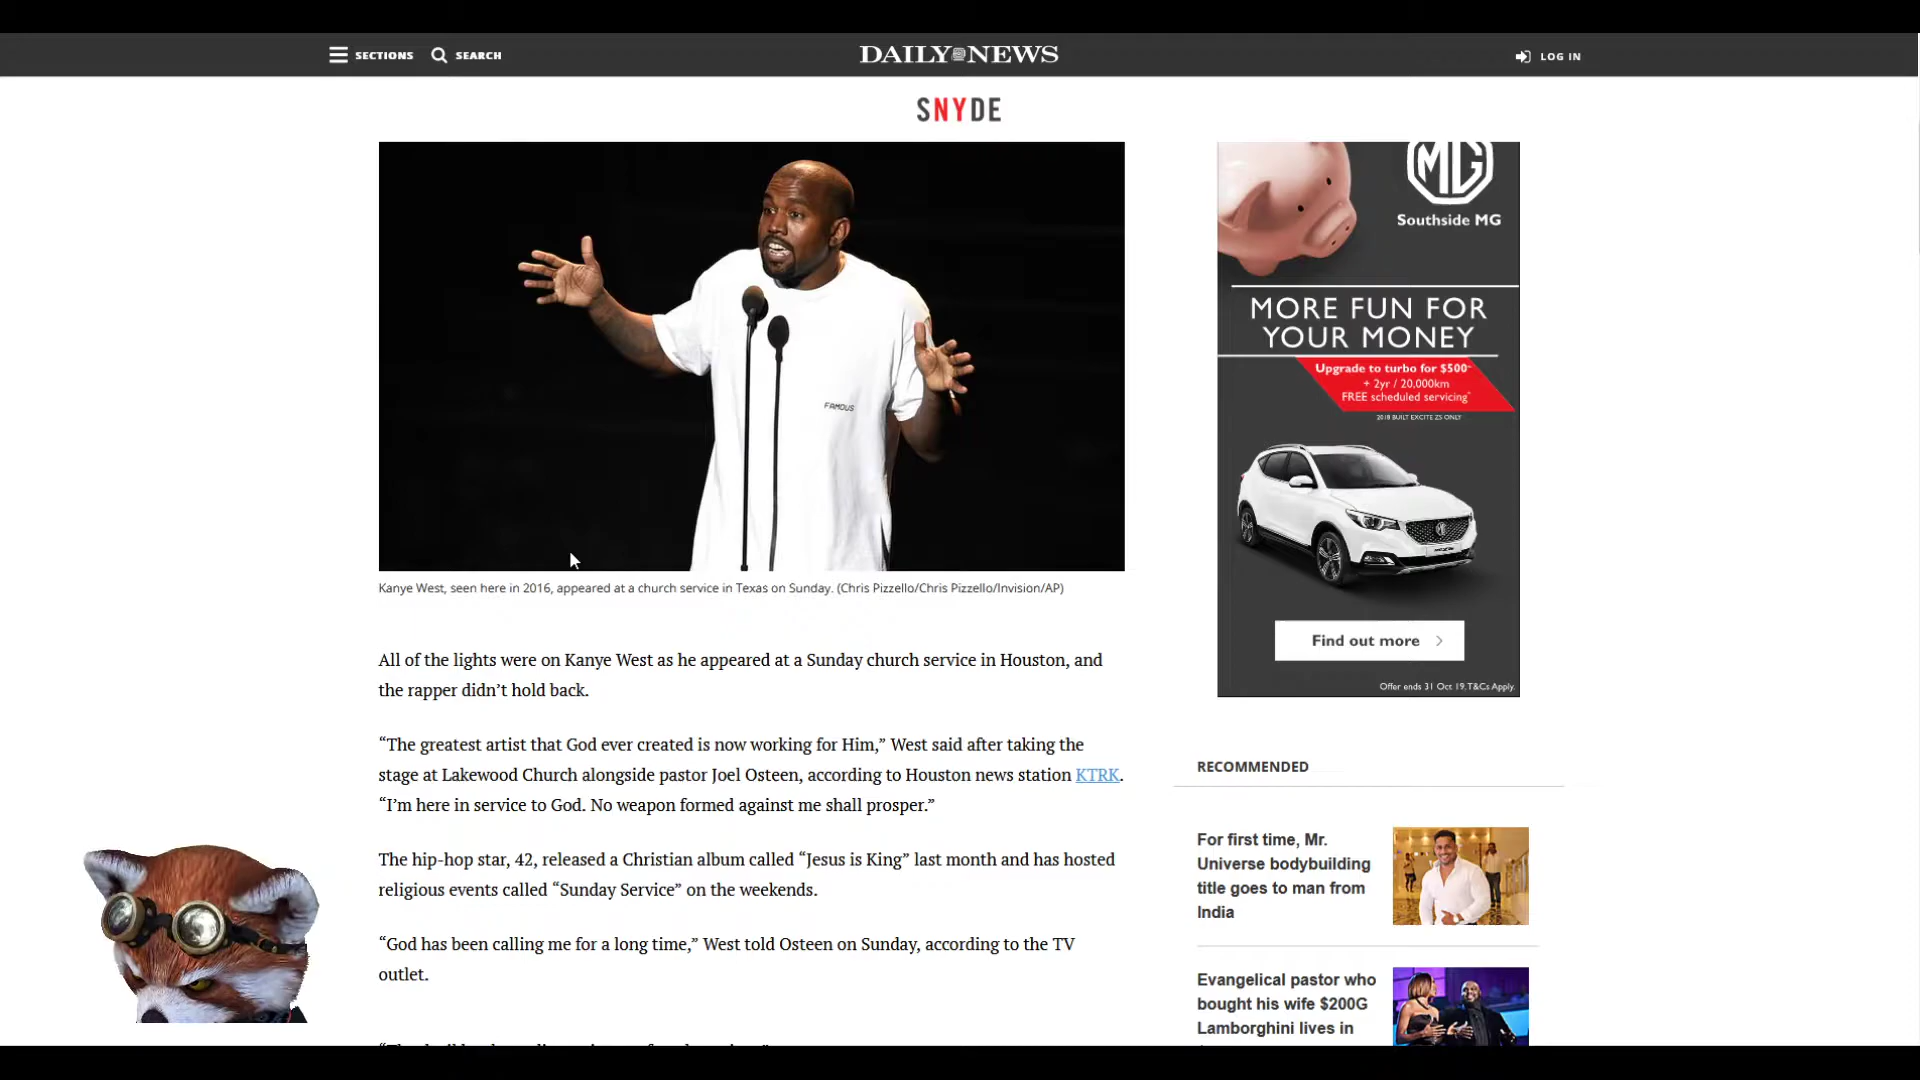 SECTIONS
SEARCH
DAILY NEWS
LOG IN
SNYDE
FAMOUS
Kanye West, seen here in 2016, appeared at a church service in Texas on Sunday. (Chris Pizzello/Chris Pizzello/Invision/AP)
All of the lights were on Kanye West as he appeared at a Sunday church service in Houston, and
the rapper didn’t hold back.
“The greatest artist that God ever created is now working for Him,” West said after taking the
stage at Lakewood Church alongside pastor Joel Osteen, according to Houston news station KTRK.
“I’m here in service to God. No weapon formed against me shall prosper.”
The hip-hop star, 42, released a Christian album called “Jesus is King” last month and has hosted
religious events called “Sunday Service” on the weekends.
“God has been calling me for a long time,” West told Osteen on Sunday, according to the TV
outlet.
MG
Southside MG
MORE FUN FOR
YOUR MONEY
Upgrade to turbo for $500~
+ 2yr / 20,000km
FREE scheduled servicing^
2018 BUILT EXCITE ZS ONLY
Find out more
Offer ends 31 Oct 19. T&Cs Apply.
RECOMMENDED
For first time, Mr.
Universe bodybuilding
title goes to man from
India
Evangelical pastor who
bought his wife $200G
Lamborghini lives in